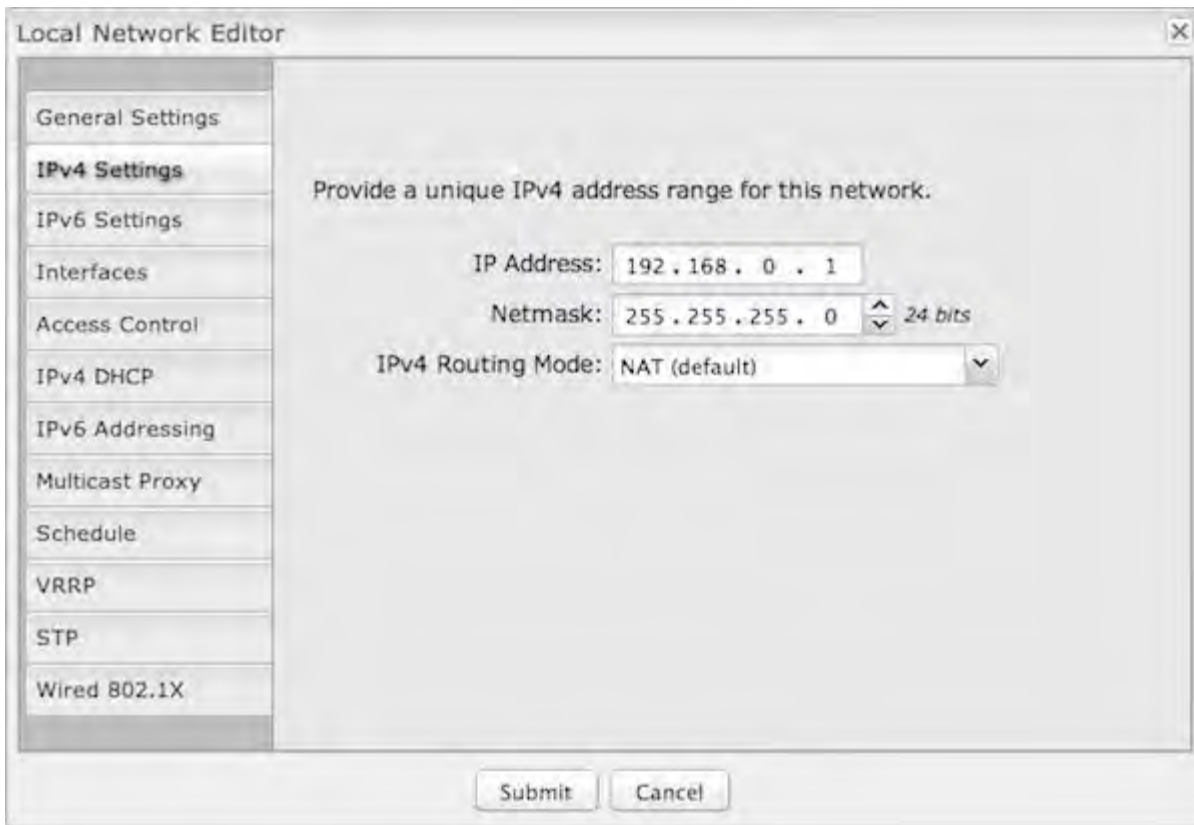 Local Network Editor
General Settings
IPv4 Settings
IPv6 Settings
Interfaces
Access Control
IPv4 DHCP
IPv6 Addressing
Multicast Proxy
Schedule
VRRP
STP
Wired 802.1X
Provide a unique IPv4 address range for this network.
IP Address: 192.168. 0 . 1
Netmask: 255.255.255. 0 24 bits
IPv4 Routing Mode: NAT (default)
Submit Cancel